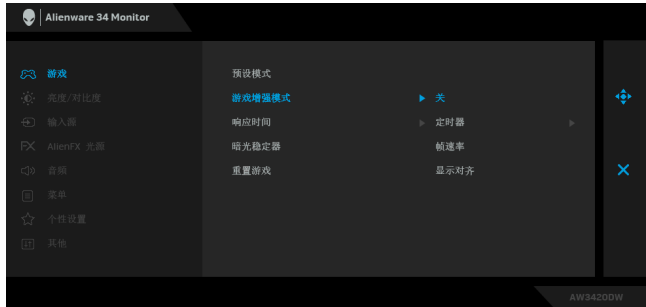 Alienware 34 Monitor
游戏
亮度/对比度
输入源
AlienFX 光源
音频
菜单
个性设置
其他
预设模式
游戏增强模式
响应时间
暗光稳定器
重置游戏
关
定时器
帧速率
显示对齐
AW3420DW